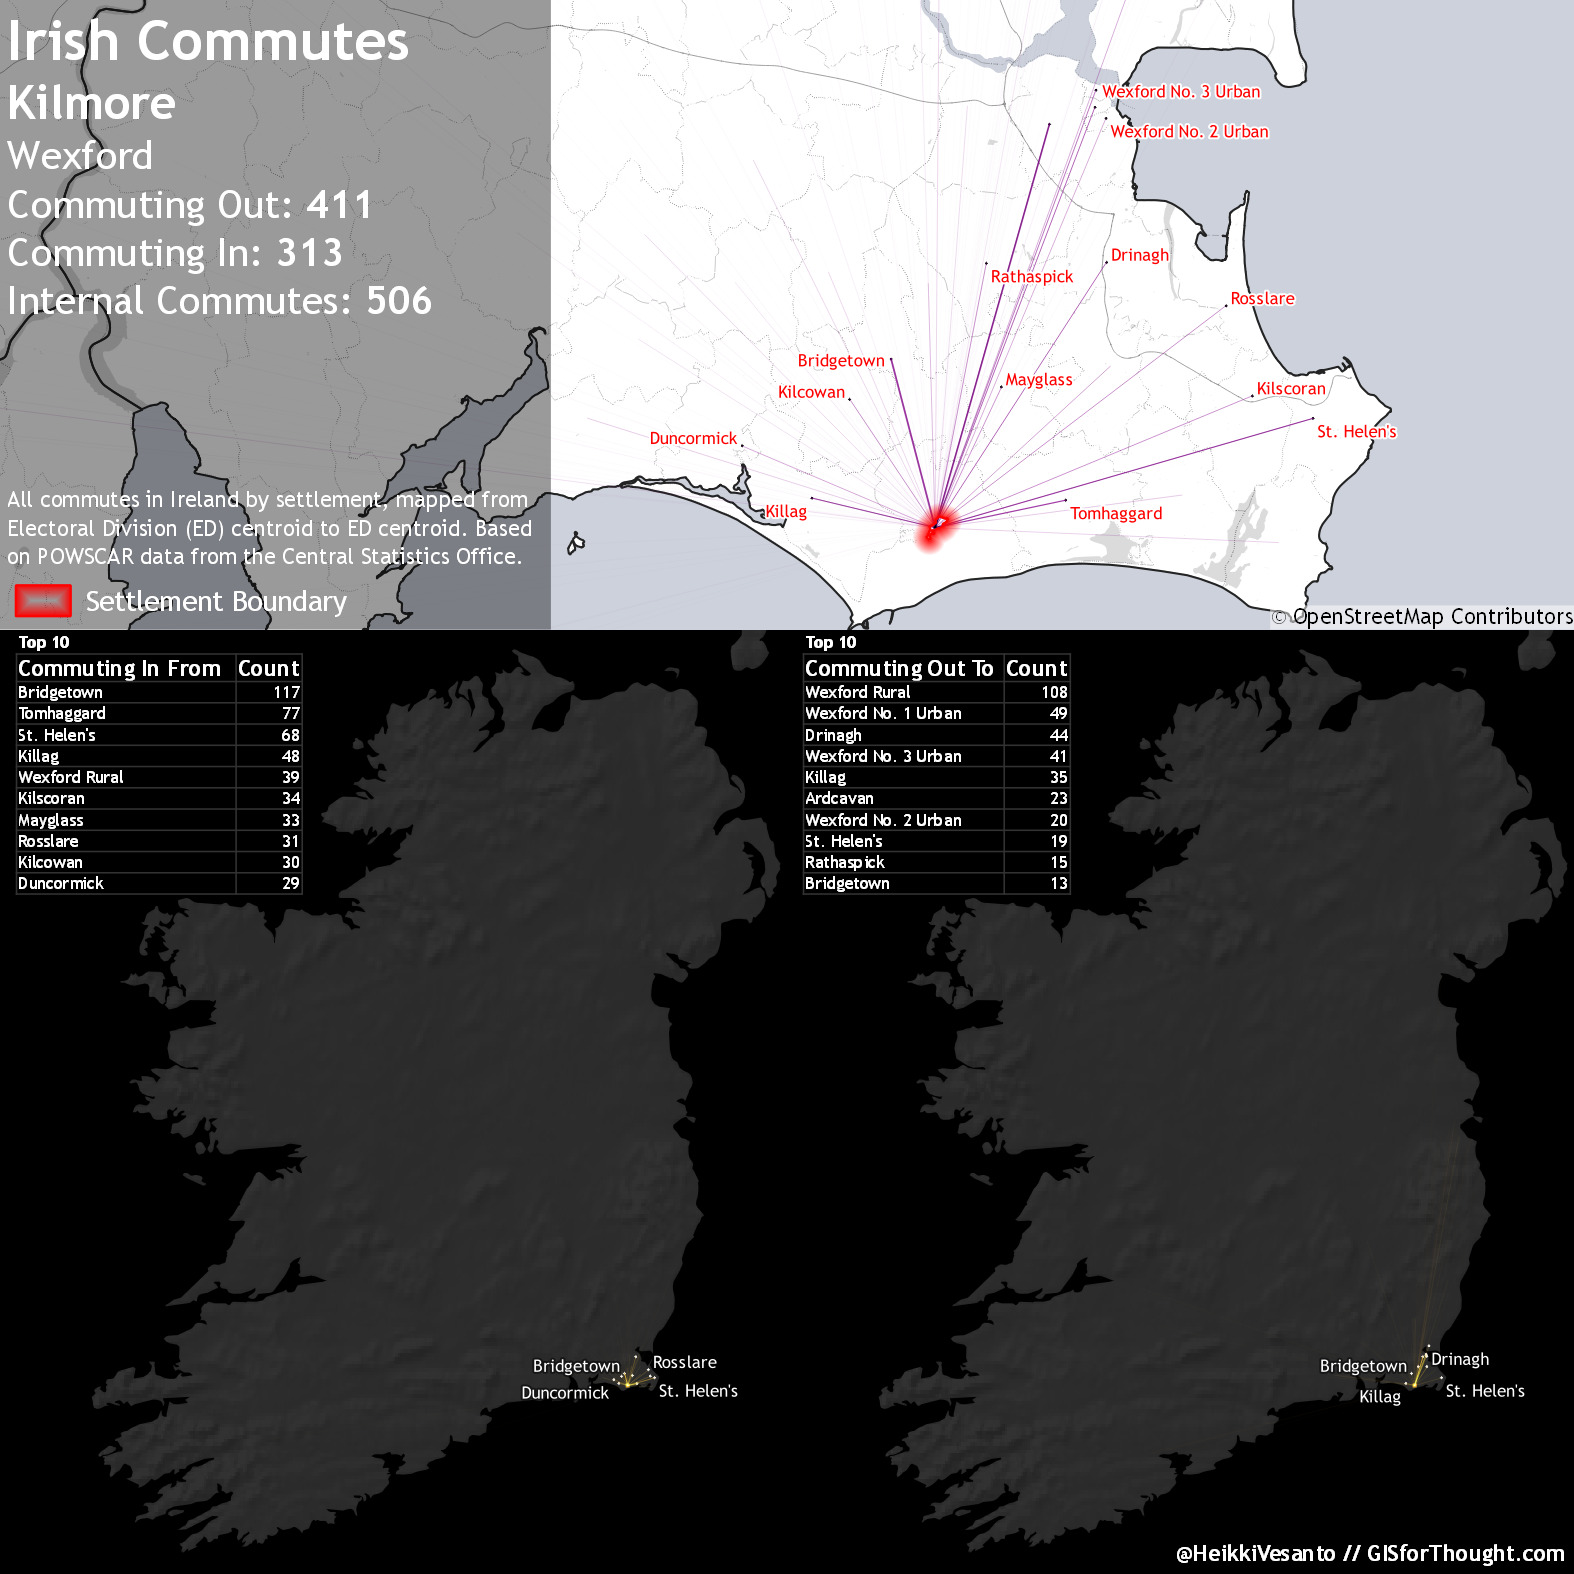 Irish Commutes
Kilmore
Wexford
Commuting Out: 411
Commuting In: 313
Internal Commutes: 506
All commutes in Ireland by settlement, mapped from
Electoral Division (ED) centroid to ED centroid. Based
on POWSCAR data from the Central Statistics Office.
Settlement Boundary
Wexford No. 3 Urban
Wexford No. 2 Urban
Drinagh
Rathaspick
Rosslare
Bridgetown
Mayglass
Kilcowan
Kilscoran
St. Helen's
Duncormick
Killag
Tomhaggard
© OpenStreetMap Contributors
Top 10
Commuting In From Count
Bridgetown 117
Tomhaggard 77
St. Helen's 68
Killag 48
Wexford Rural 39
Kilscoran 34
Mayglass 33
Rosslare 31
Kilcowan 30
Duncormick 29
Top 10
Commuting Out To Count
Wexford Rural 108
Wexford No. 1 Urban 49
Drinagh 44
Wexford No. 3 Urban 41
Killag 35
Ardcavan 23
Wexford No. 2 Urban 20
St. Helen's 19
Rathaspick 15
Bridgetown 13
Bridgetown
Rosslare
Duncormick
St. Helen's
Bridgetown
Drinagh
Killag
St. Helen's
@HeikkiVesanto // GISforThought.com